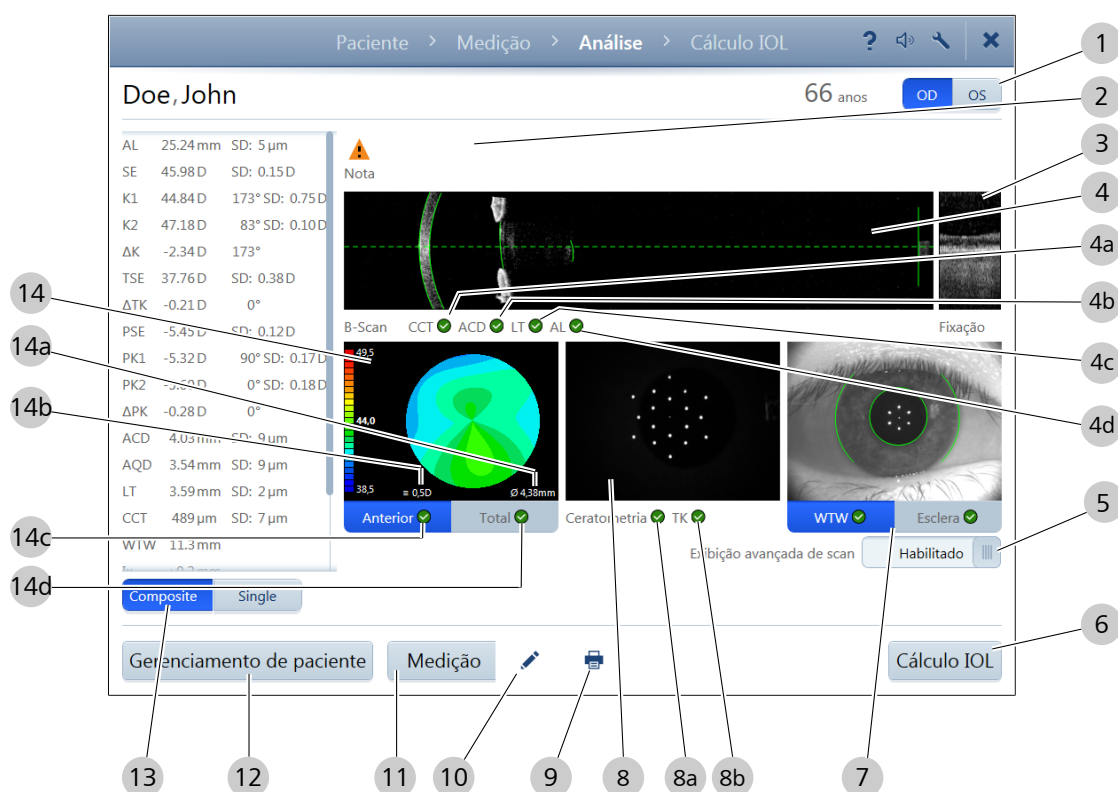 Paciente > Medição > Análise > Cálculo IOL ?
Doe, John
66 anos
OD OS
AL 25.24 mm SD: 5 µm
SE 45.98 D SD: 0.15 D
K1 44.84 D 173° SD: 0.75 D
K2 47.18 D 83° SD: 0.10 D
ΔK -2.34 D 173°
TSE 37.76 D SD: 0.38 D
ΔTK -0.21 D 0°
PSE -5.45 D SD: 0.12 D
PK1 -5.32 D 90° SD: 0.17 D
PK2 0° SD: 0.18 D
ΔPK -0.28 D 0°
ACD 4.03 mm SD: 9 µm
AQD 3.54 mm SD: 9 µm
LT 3.59 mm SD: 2 µm
CCT 489 µm SD: 7 µm
WTW 11.3 mm
Nota
B-Scan CCT ACD LT AL
Fixação
49,5
44,0
38,5
≡ 0,5D
Ø 4,38mm
Anterior Total
Ceratometria TK
WTW Esclera
Exibição avançada de scan Habilitado
Composite Single
Gerenciamento de paciente Medição
Cálculo IOL
1
2
3
4
4a
4b
4c
4d
5
6
7
8b
8a
8
9
10
11
12
13
14
14a
14b
14c
14d